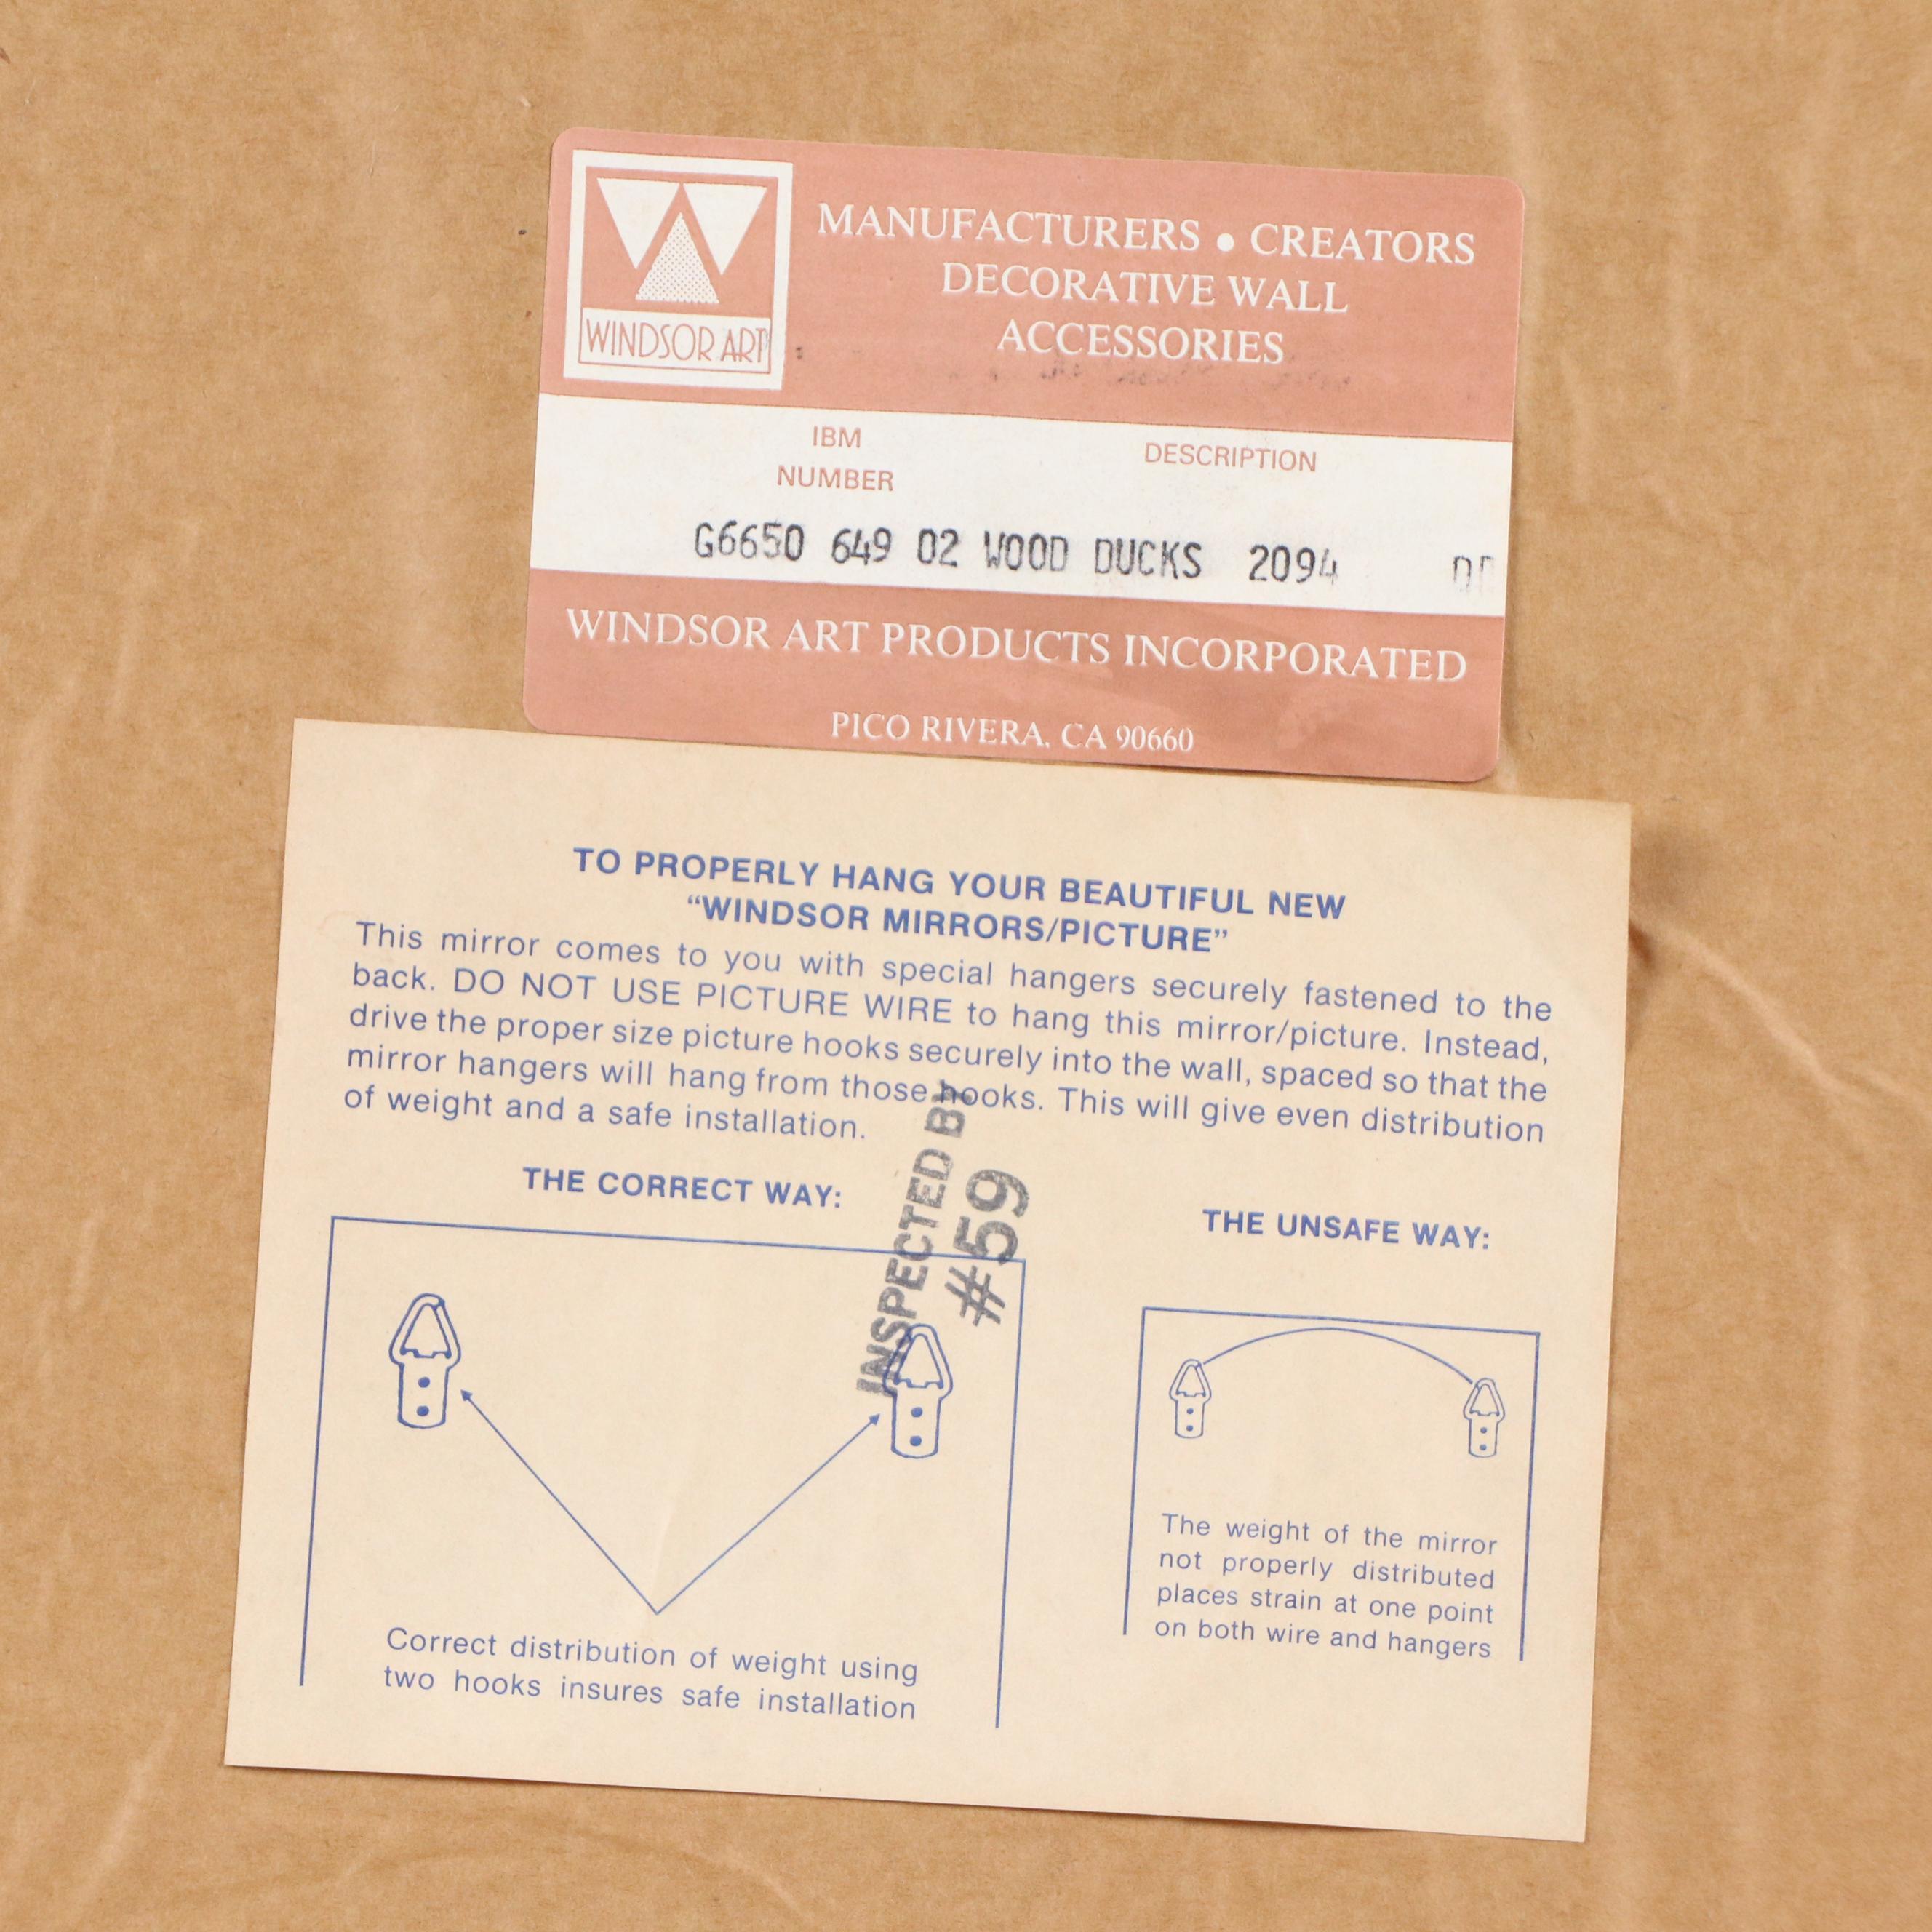 MANUFACTURERS • CREATORS
DECORATIVE WALL
ACCESSORIES
WINDSOR ART
IBM
NUMBER
DESCRIPTION
G6650 649 02 WOOD DUCKS 2094
WINDSOR ART PRODUCTS INCORPORATED
PICO RIVERA, CA 90660
TO PROPERLY HANG YOUR BEAUTIFUL NEW
“WINDSOR MIRRORS/PICTURE”
This mirror comes to you with special hangers securely fastened to the
back. DO NOT USE PICTURE WIRE to hang this mirror/picture. Instead,
drive the proper size picture hooks securely into the wall, spaced so that the
mirror hangers will hang from those hooks. This will give even distribution
of weight and a safe installation.
INSPECTED BY
#59
THE CORRECT WAY:
Correct distribution of weight using
two hooks insures safe installation
THE UNSAFE WAY:
The weight of the mirror
not properly distributed
places strain at one point
on both wire and hangers